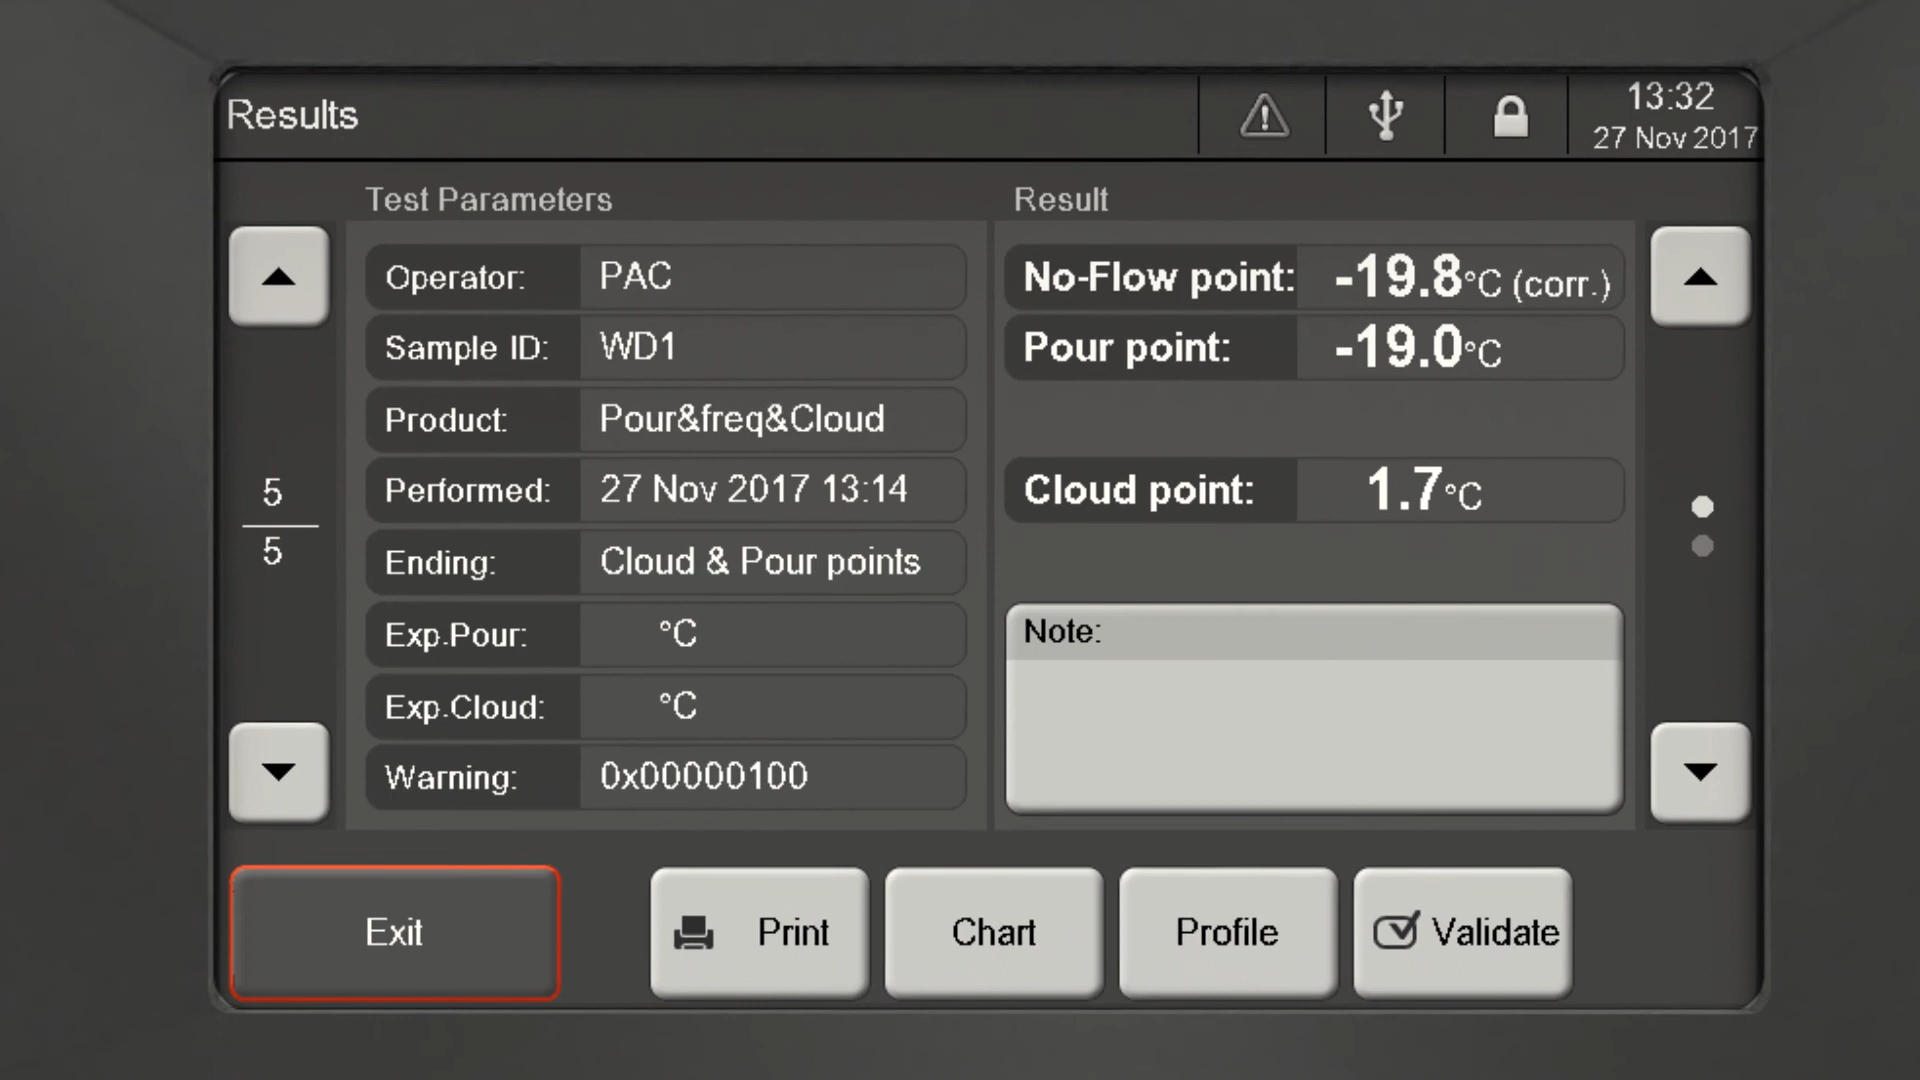 Results
13:32
27 Nov 2017
Test Parameters
Operator: PAC
Sample ID: WD1
Product: Pour&freq&Cloud
Performed: 27 Nov 2017 13:14
Ending: Cloud & Pour points
Exp.Pour: °C
Exp.Cloud: °C
Warning: 0x00000100
5
5
Result
No-Flow point: -19.8°C (corr.)
Pour point: -19.0°C
Cloud point: 1.7°C
Note:
Exit
Print
Chart
Profile
Validate